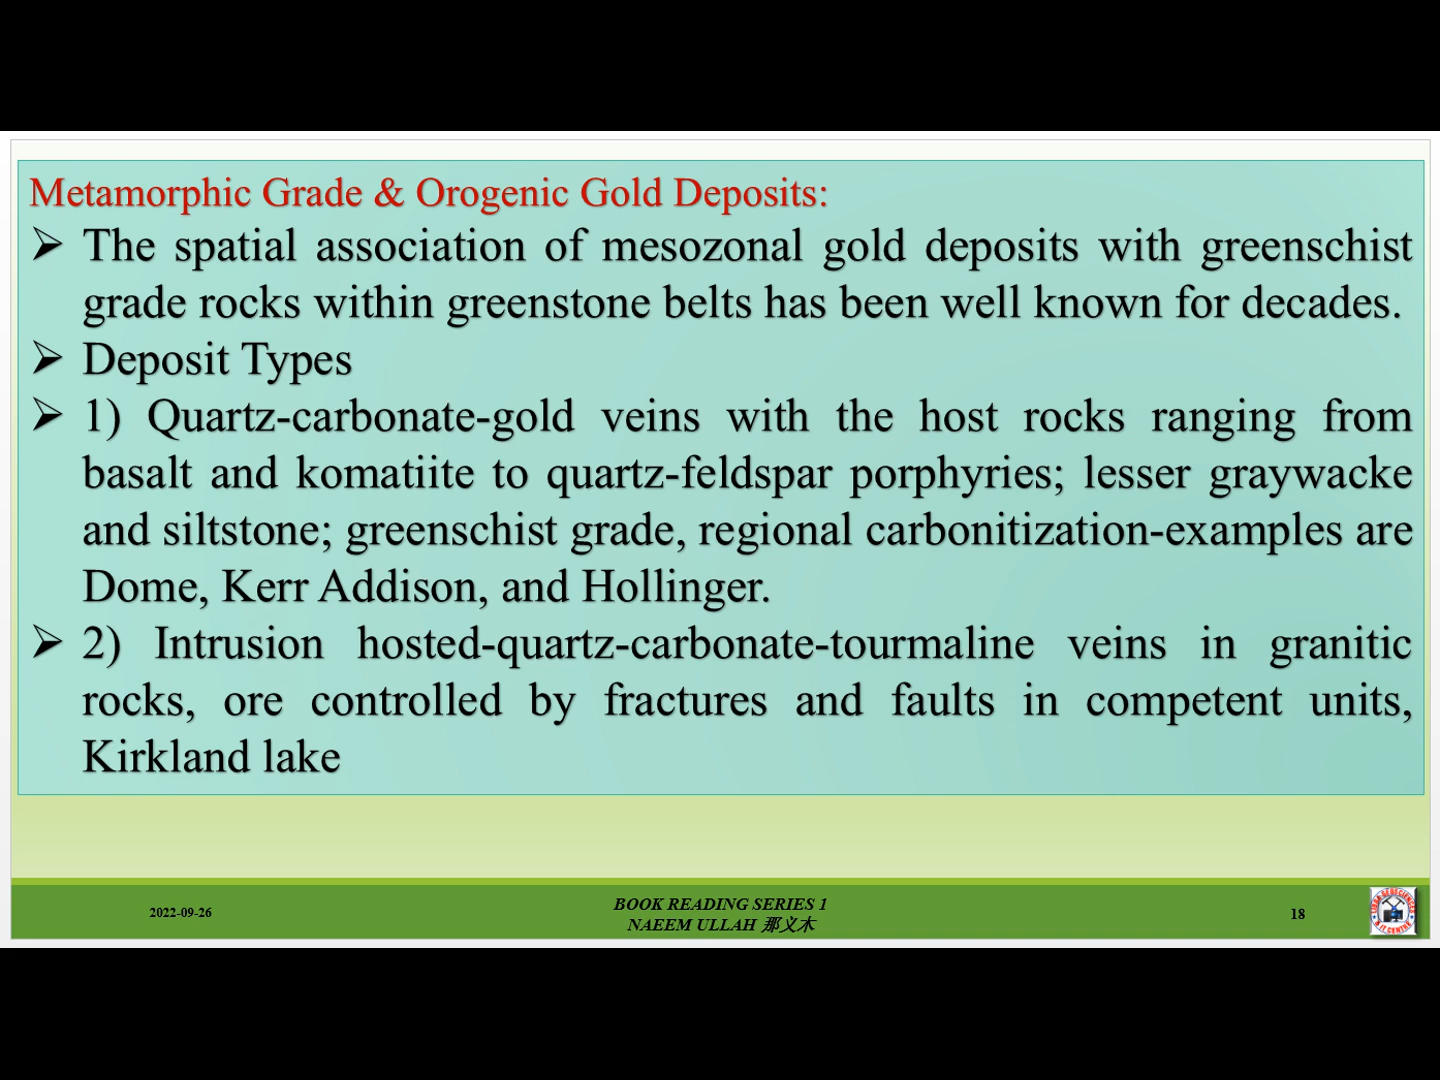 Metamorphic Grade & Orogenic Gold Deposits:
➢ The spatial association of mesozonal gold deposits with greenschist
grade rocks within greenstone belts has been well known for decades.
➢ Deposit Types
➢ 1) Quartz-carbonate-gold veins with the host rocks ranging from
basalt and komatiite to quartz-feldspar porphyries; lesser graywacke
and siltstone; greenschist grade, regional carbonitization-examples are
Dome, Kerr Addison, and Hollinger.
➢ 2) Intrusion hosted-quartz-carbonate-tourmaline veins in granitic
rocks, ore controlled by fractures and faults in competent units,
Kirkland lake
2022-09-26
BOOK READING SERIES 1
NAEEM ULLAH 那义木
18
& IT CENTRE